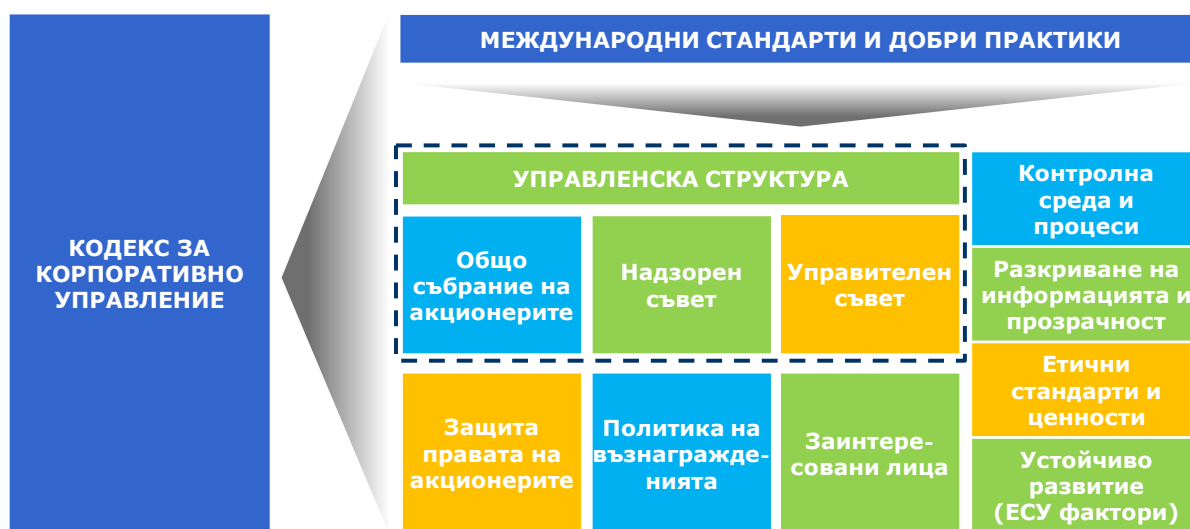 МЕЖДУНАРОДНИ СТАНДАРТИ И ДОБРИ ПРАКТИКИ
КОДЕКС ЗА
КОРПОРАТИВНО
УПРАВЛЕНИЕ
УПРАВЛЕНСКА СТРУКТУРА
Общо
събрание на
акционерите
Надзорен
съвет
Управителен
съвет
Защита
правата на
акционерите
Политика на
възнагражде-
нията
Заинтере-
совани лица
Контролна
среда и
процеси
Разкриване на
информацията и
прозрачност
Етични
стандарти и
ценности
Устойчиво
развитие
(ЕСУ фактори)